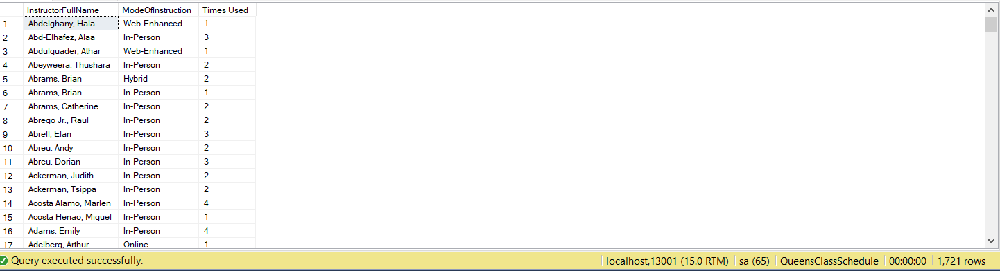 InstructorFullName ModeOfInstruction Times Used
1 Abdelghany, Hala Web-Enhanced 1
2 Abd-Elhafez, Alaa In-Person 3
3 Abdulquader, Athar Web-Enhanced 1
4 Abeyweera, Thushara In-Person 2
5 Abrams, Brian Hybrid 2
6 Abrams, Brian In-Person 1
7 Abrams, Catherine In-Person 2
8 Abrego Jr., Raul In-Person 2
9 Abrell, Elan In-Person 3
10 Abreu, Andy In-Person 2
11 Abreu, Dorian In-Person 3
12 Ackerman, Judith In-Person 2
13 Ackerman, Tsippa In-Person 2
14 Acosta Alamo, Marlen In-Person 4
15 Acosta Henao, Miguel In-Person 1
16 Adams, Emily In-Person 4
17 Adelberg, Arthur Online 1
Query executed successfully. localhost,13001 (15.0 RTM) sa (65) QueensClassSchedule 00:00:00 1,721 rows